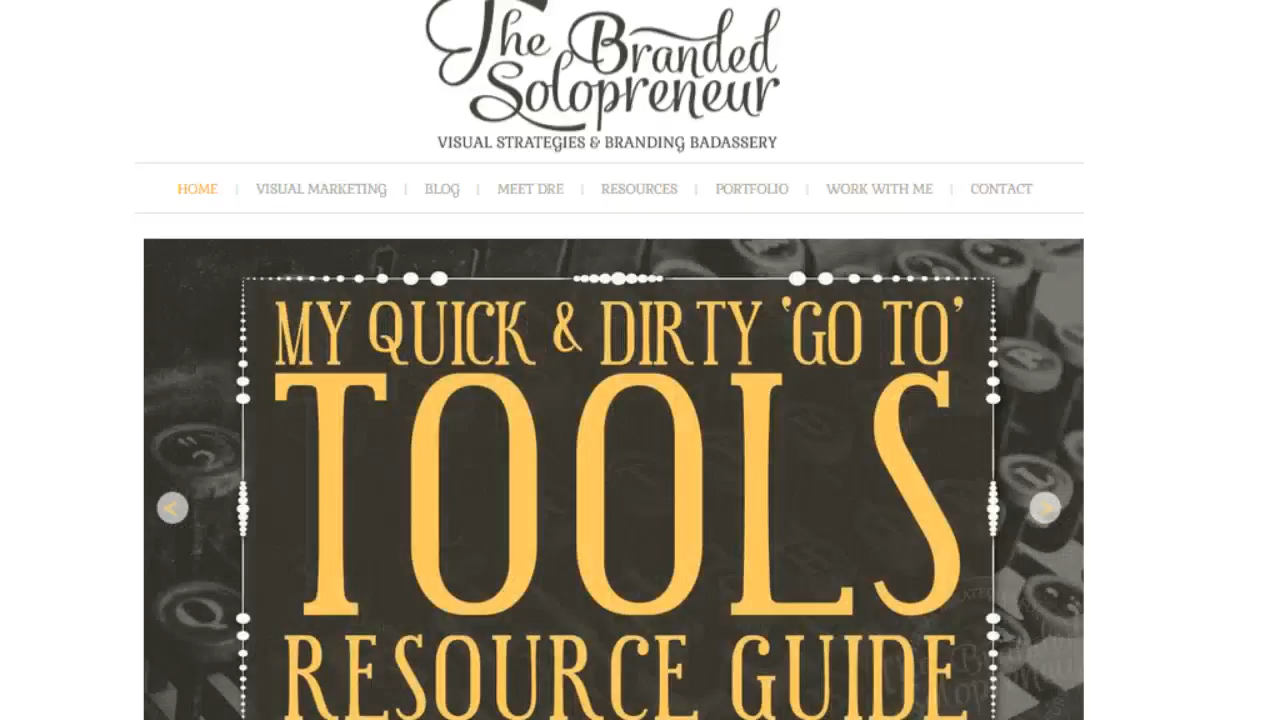 The Branded
Solopreneur
VISUAL STRATEGIES & BRANDING BADASSERY
HOME | VISUAL MARKETING | BLOG | MEET DRE | RESOURCES | PORTFOLIO | WORK WITH ME | CONTACT
MY QUICK & DIRTY 'GO TO'
TOOLS
RESOURCE GUIDE
<
>
R
Q